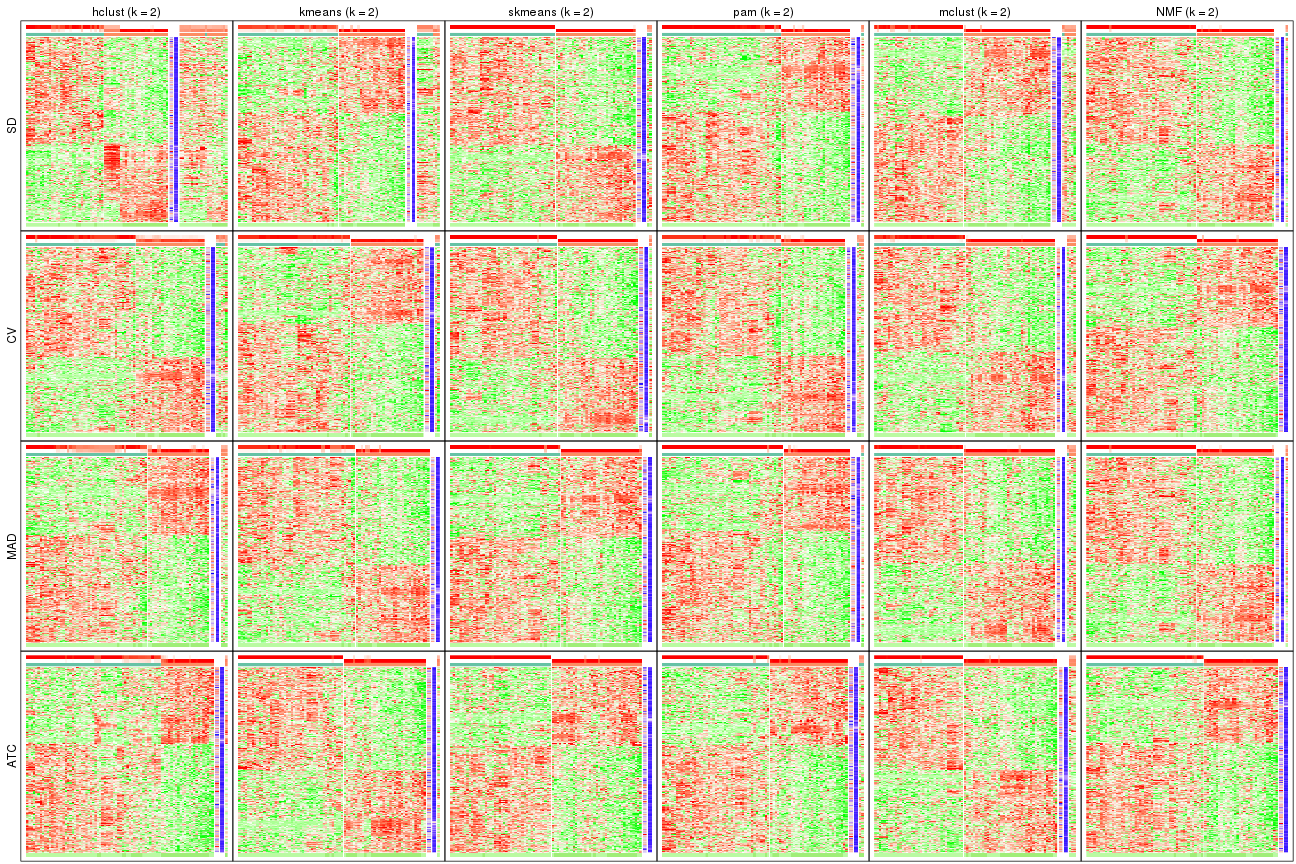 hclust (k = 2) kmeans (k = 2) skmeans (k = 2) pam (k = 2) mclust (k = 2) NMF (k = 2)
SD
CV
MAD
ATC